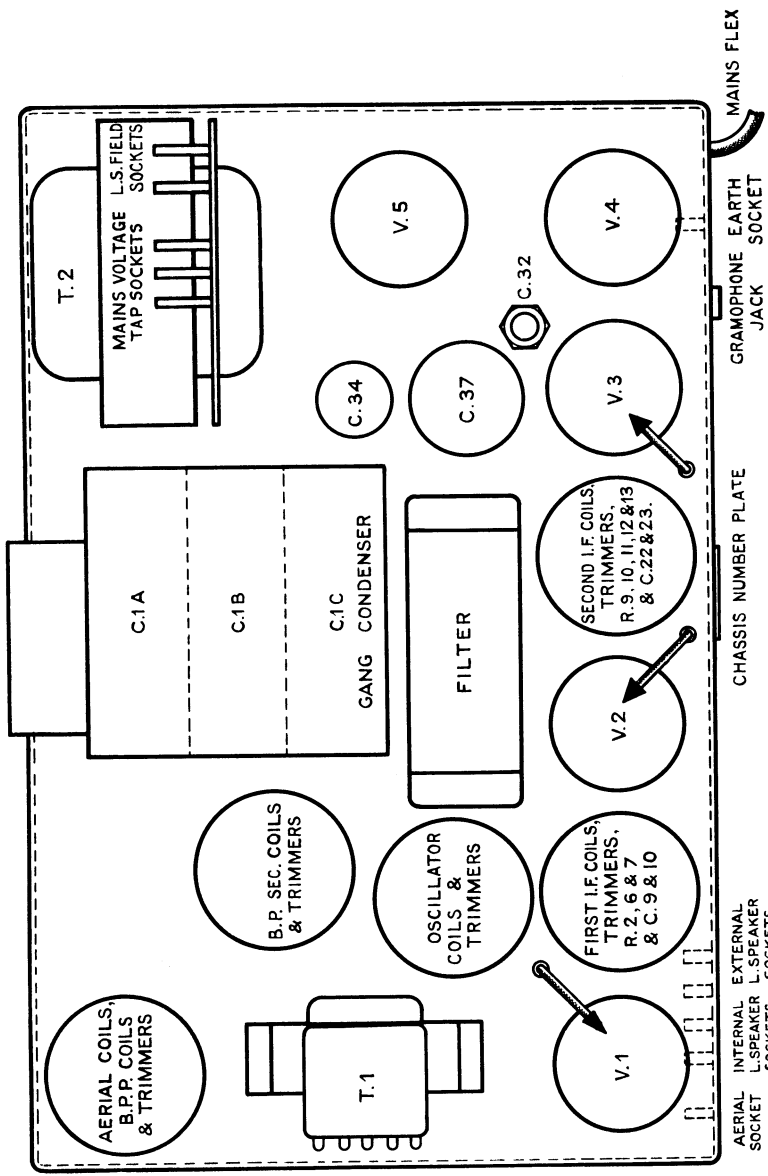 AERIAL COILS,
B.P.P. COILS
& TRIMMERS
T.1
V.1
B.P. SEC. COILS
& TRIMMERS
OSCILLATOR
COILS &
TRIMMERS
FIRST I.F. COILS,
TRIMMERS,
R.2, 6 & 7
& C. 9 & 10
C.1A
C.1B
C.1C
GANG CONDENSER
FILTER
V.2
SECOND I.F. COILS.
TRIMMERS,
R.9, 10, 11, 12 & 13
& C.22 & 23.
T.2
MAINS VOLTAGE
TAP SOCKETS
L.S. FIELD
SOCKETS
C.34
C.37
C.32
V.3
V.5
V.4
AERIAL
SOCKET
INTERNAL
L.SPEAKER
SOCKETS
EXTERNAL
L.SPEAKER
SOCKETS
CHASSIS NUMBER PLATE
GRAMOPHONE
JACK
EARTH
SOCKET
MAINS FLEX